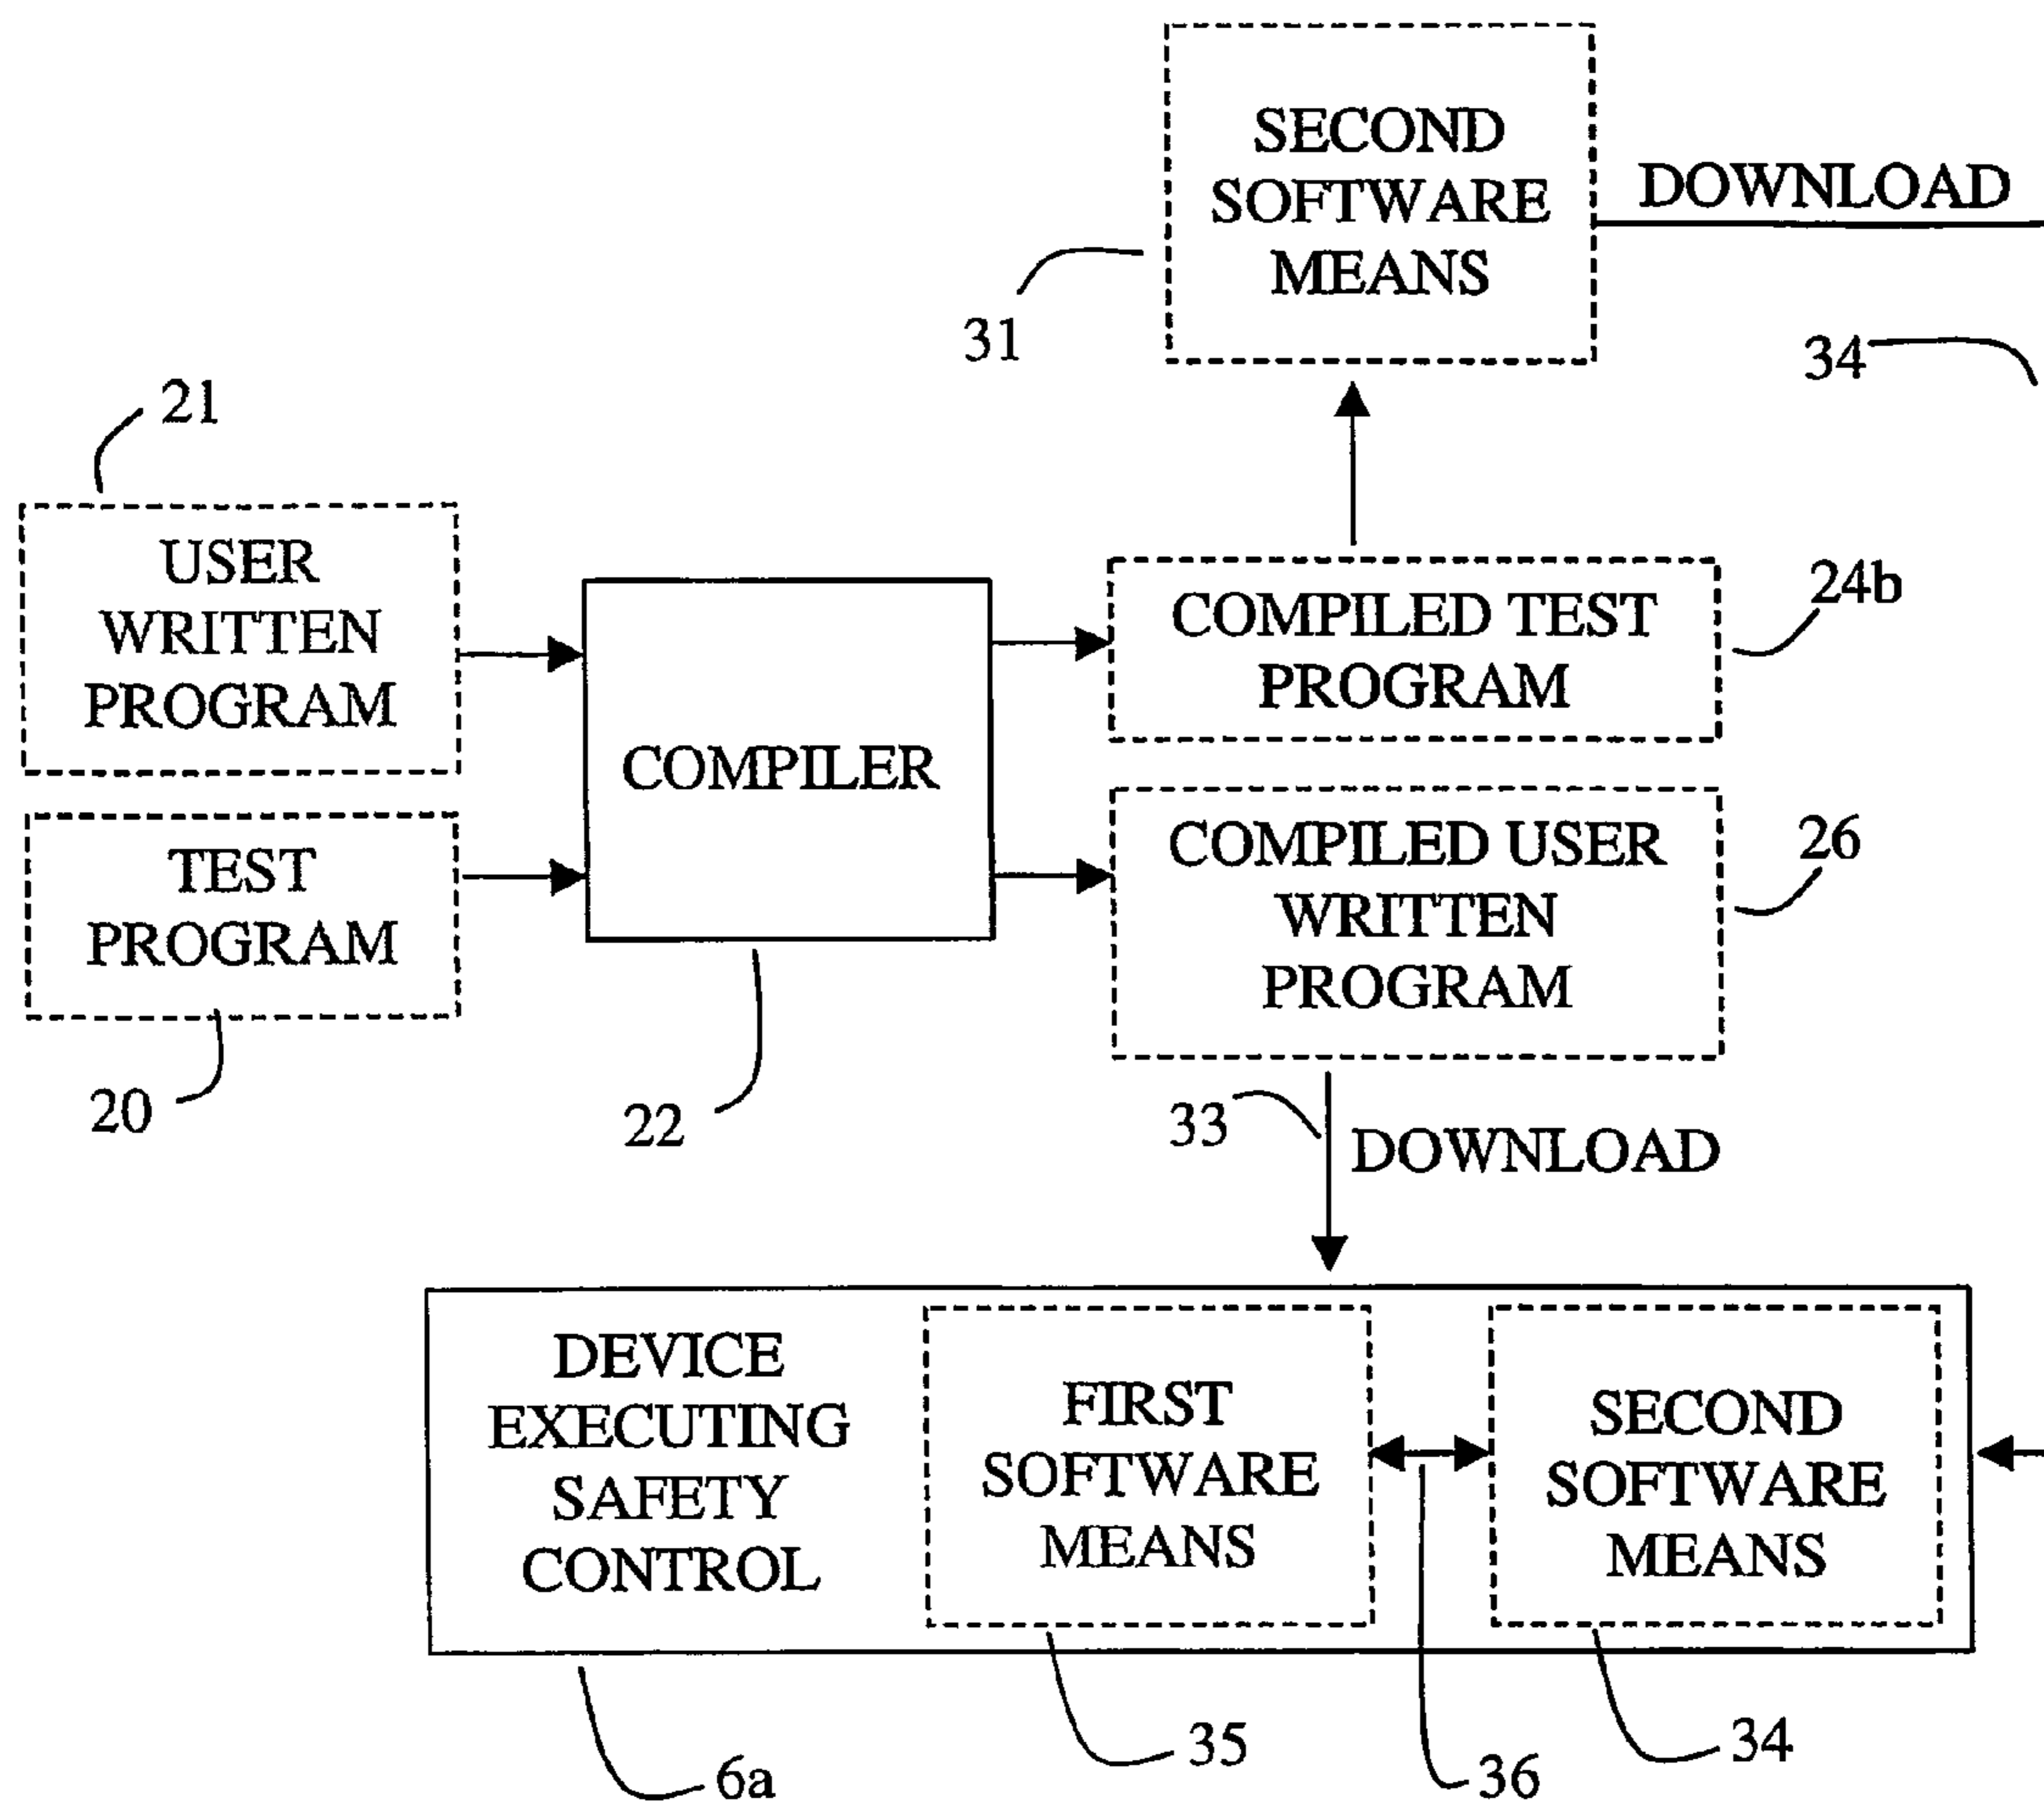 SECOND
SOFTWARE
MEANS
DOWNLOAD
31
34
21
USER
WRITTEN
PROGRAM
COMPILED TEST
PROGRAM
24b
COMPILER
TEST
PROGRAM
COMPILED USER
WRITTEN
PROGRAM
26
20
22
33
DOWNLOAD
DEVICE
EXECUTING
SAFETY
CONTROL
FIRST
SOFTWARE
MEANS
SECOND
SOFTWARE
MEANS
6a
35
36
34